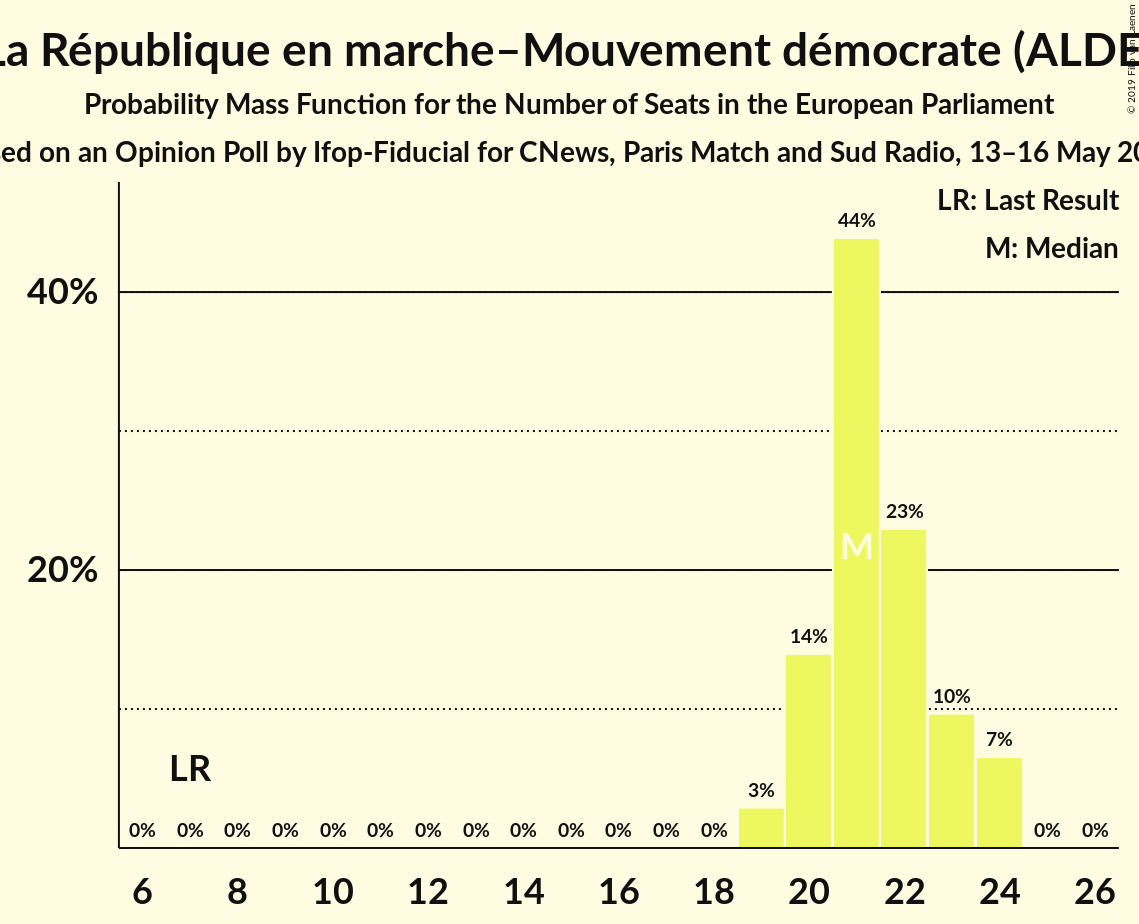 La République en marche–Mouvement démocrate (ALDE
Probability Mass Function for the Number of Seats in the European Parliament
sed on an Opinion Poll by Ifop-Fiducial for CNews, Paris Match and Sud Radio, 13–16 May 20
© 2019
LR: Last Result
M: Median
44%
40%
23%
M
20%
14%
10%
7%
LR
3%
0% 0% 0% 0% 0% 0% 0% 0% 0% 0% 0% 0% 0% 0% 0%
6 8 10 12 14 16 18 20 22 24 26